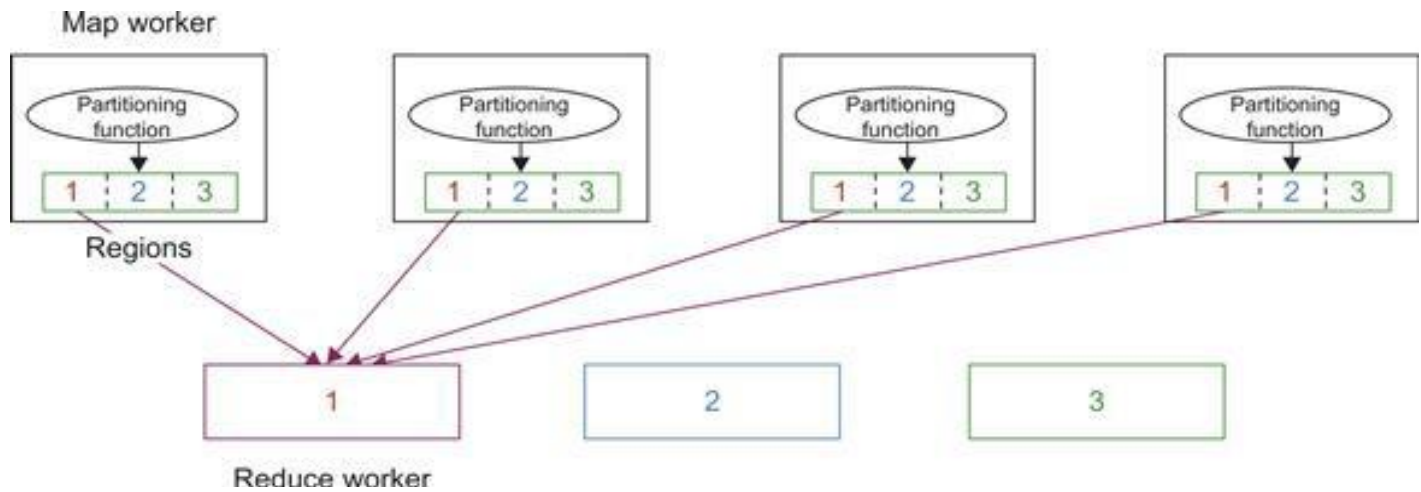 Map worker
Partitioning
function
1 2 3
Partitioning
function
1 2 3
Partitioning
function
1 2 3
Partitioning
function
1 2 3
Regions
1
2
3
Reduce worker